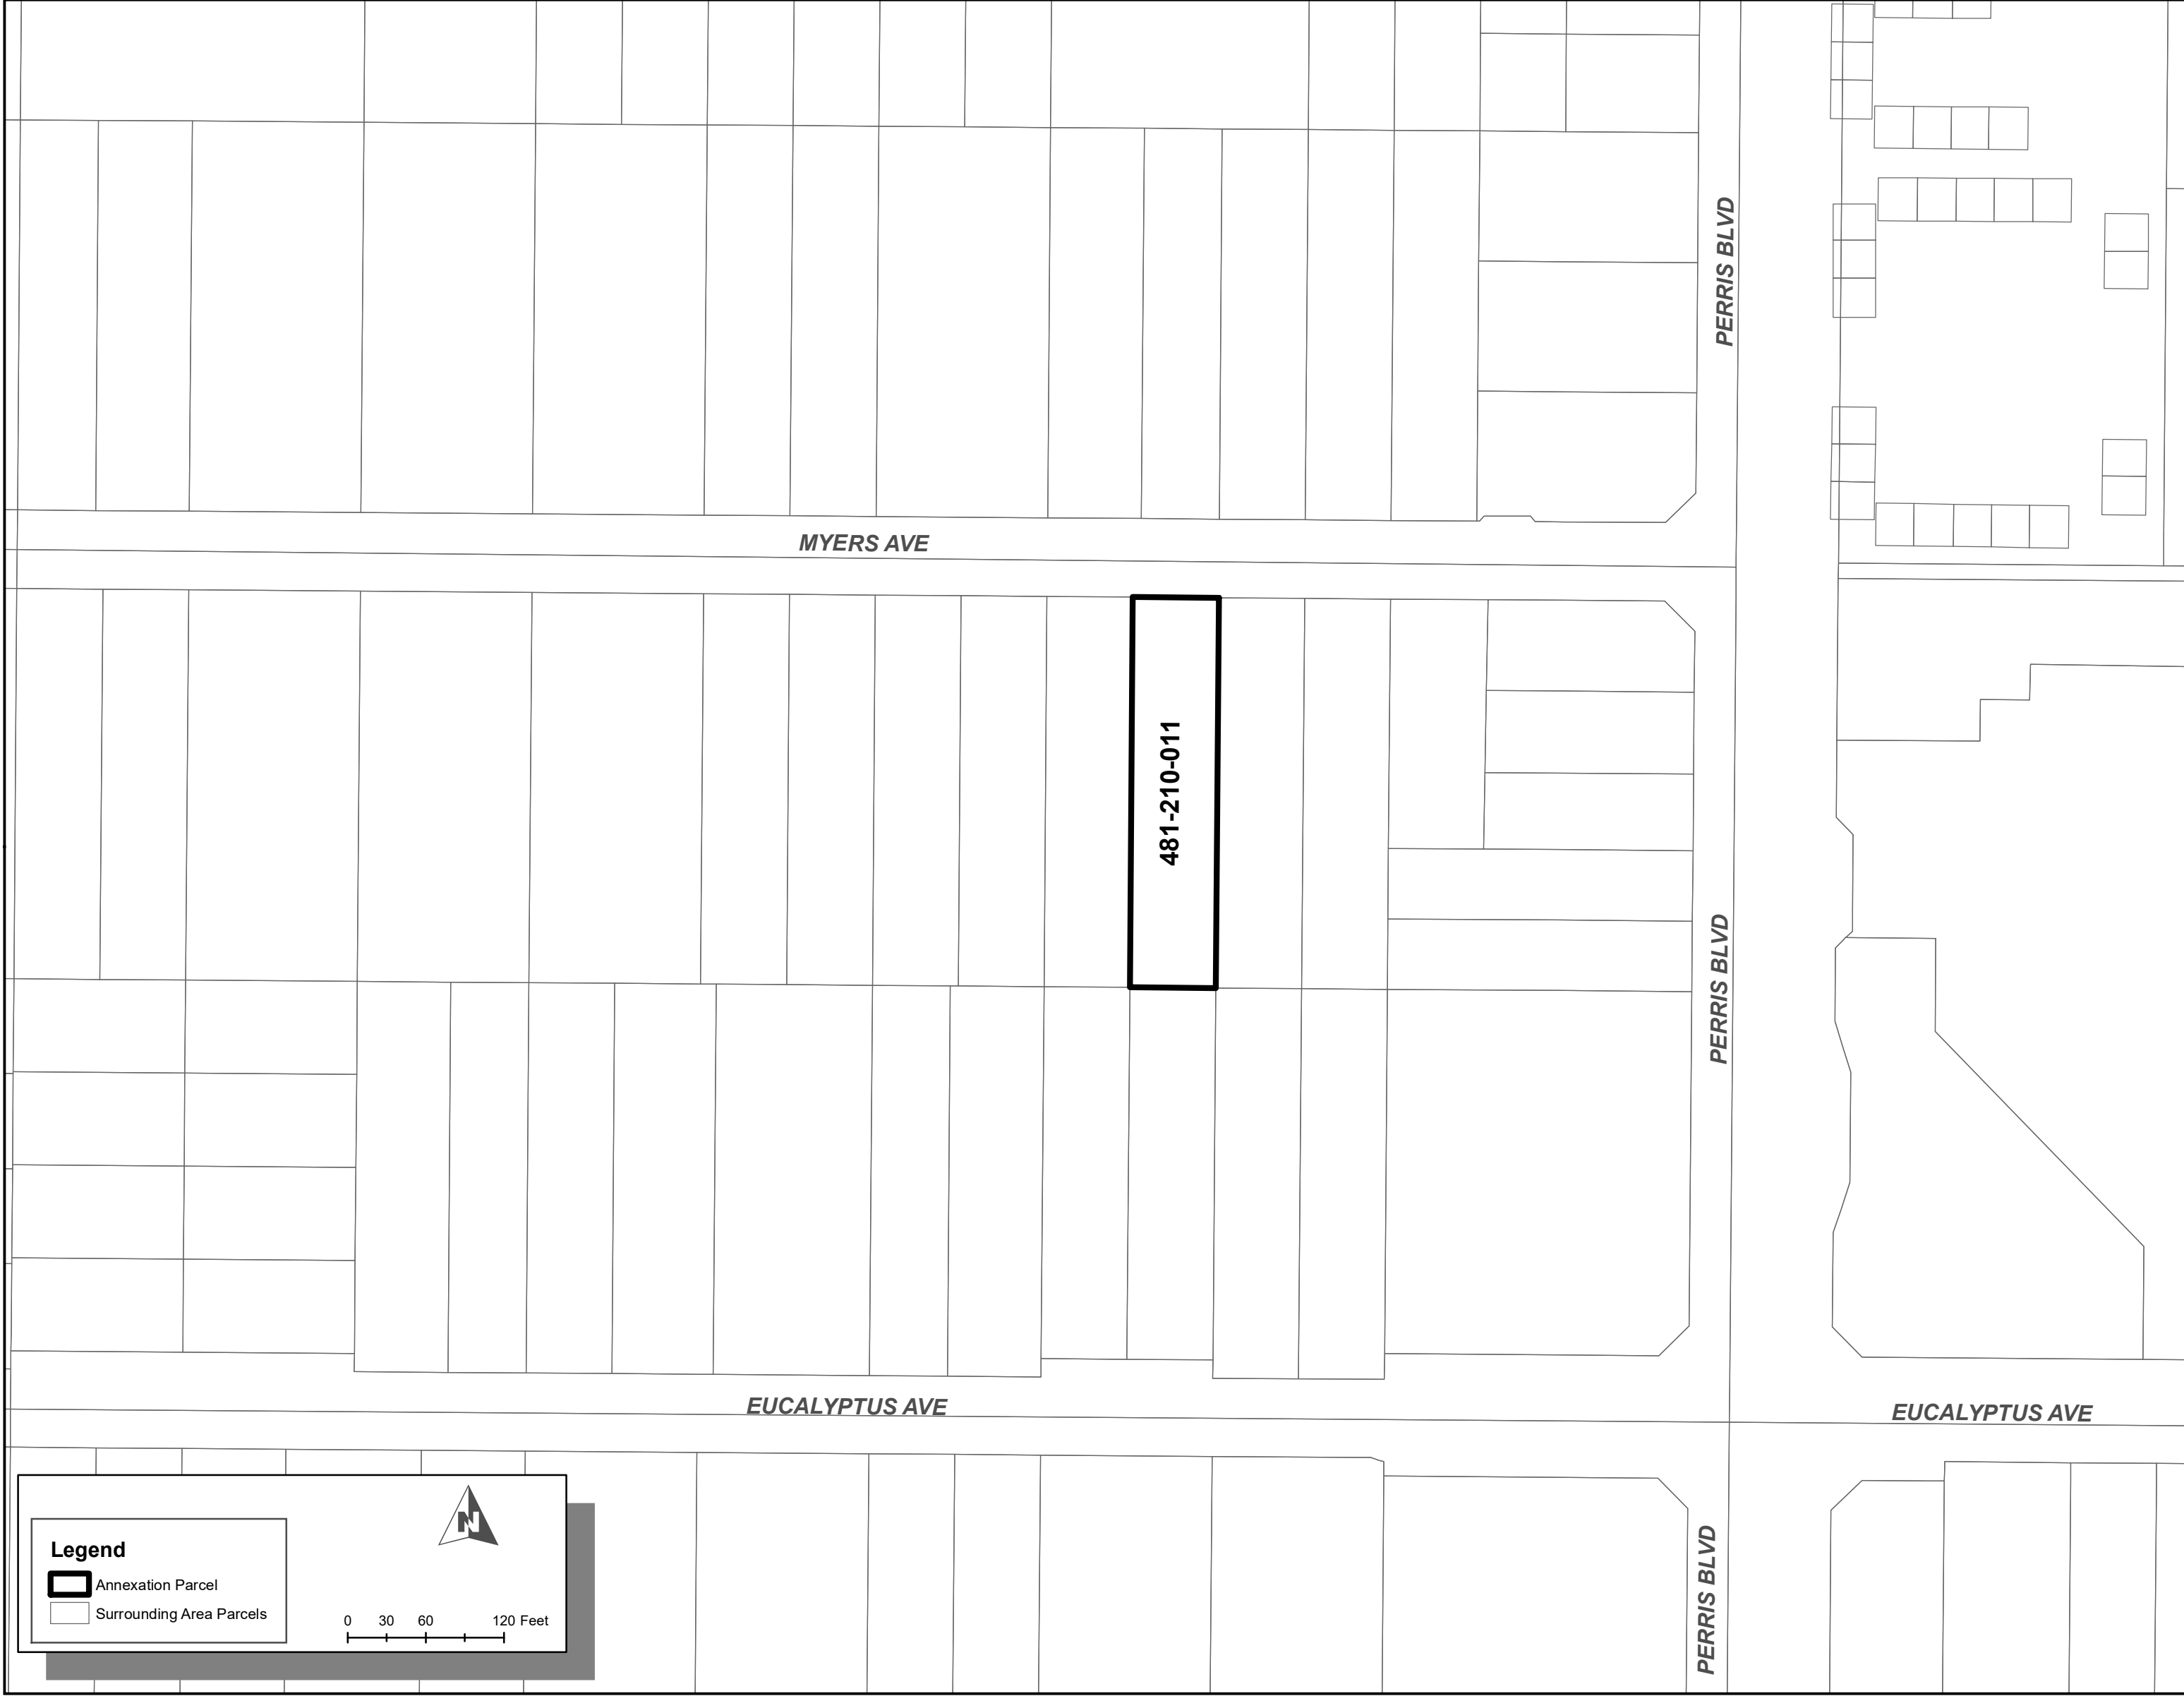 PERRIS BLVD
MYERS AVE
481-210-011
PERRIS BLVD
EUCALYPTUS AVE
EUCALYPTUS AVE
PERRIS BLVD
N
Legend
Annexation Parcel
Surrounding Area Parcels
0 30 60 120 Feet